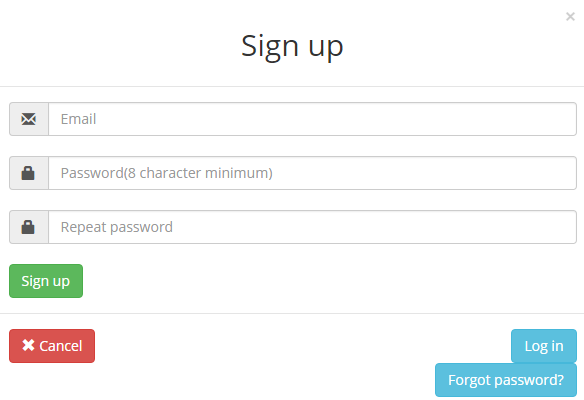 ×
Sign up
Email
Password(8 character minimum)
Repeat password
Sign up
✖ Cancel
Log in
Forgot password?